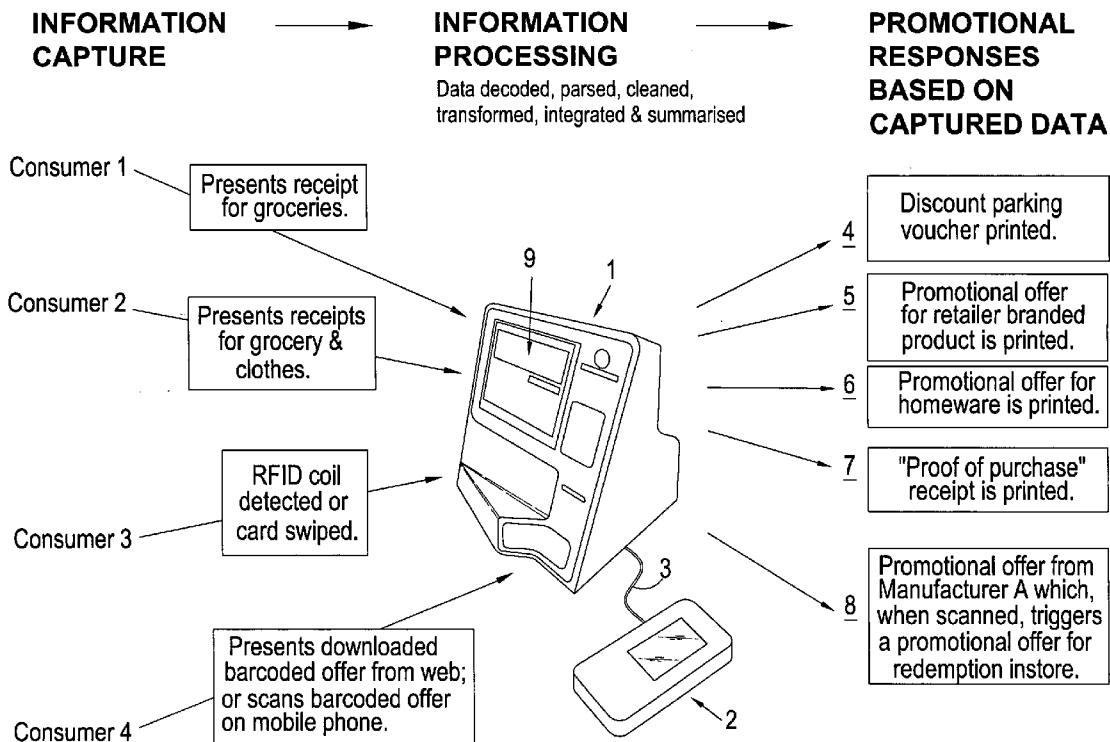 INFORMATION
CAPTURE
INFORMATION
PROCESSING
Data decoded, parsed, cleaned,
transformed, integrated & summarised
PROMOTIONAL
RESPONSES
BASED ON
CAPTURED DATA
Consumer 1
Presents receipt
for groceries.
Consumer 2
Presents receipts
for grocery &
clothes.
Consumer 3
RFID coil
detected or
card swiped.
Consumer 4
Presents downloaded
barcoded offer from web;
or scans barcoded offer
on mobile phone.
9
1
3
2
4
Discount parking
voucher printed.
5
Promotional offer
for retailer branded
product is printed.
6
Promotional offer for
homeware is printed.
7
"Proof of purchase"
receipt is printed.
8
Promotional offer from
Manufacturer A which,
when scanned, triggers
a promotional offer for
redemption instore.